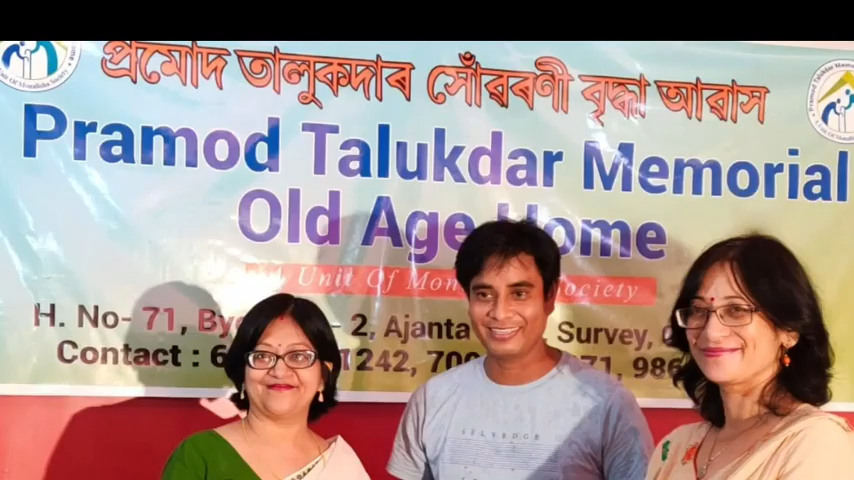 প্ৰমোদ তালুকদাৰ সোঁৱৰণী বৃদ্ধা আৱাস
Pramod Talukdar Memorial
Old Age Home
Unit Of Society
H. No- 71, 2, Ajanta Survey,
Contact : 1242,
SELVEDGE